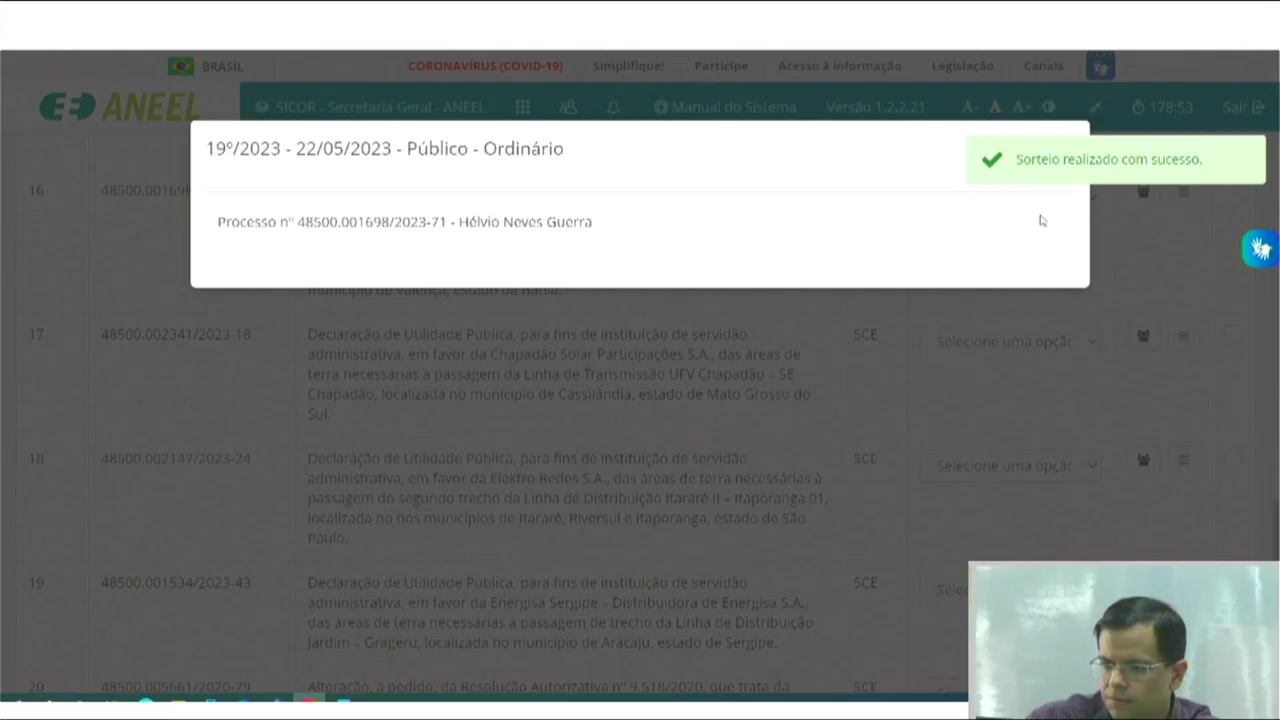 BRASIL
CORONAVÍRUS (COVID-19)
Simplifique!
Participe
Acesso à informação
Legislação
Canais
ANEEL
SICOR - Secretaria Geral - ANEEL
Manual do Sistema
Versão 1.2.2.21
A-
A
A+
178:53
Sair
19º/2023 - 22/05/2023 - Público - Ordinário
Sorteio realizado com sucesso.
Processo nº 48500.001698/2023-71 - Hélvio Neves Guerra
16
município de Valença, estado da Bahia.
17
48500.002341/2023-18
Declaração de Utilidade Pública, para fins de instituição de servidão
administrativa, em favor da Chapadão Solar Participações S.A., das áreas de
terra necessárias à passagem da Linha de Transmissão UFV Chapadão – SE
Chapadão, localizada no município de Cassilândia, estado de Mato Grosso do
Sul.
SCE
Selecione uma opçã
18
48500.002147/2023-24
Declaração de Utilidade Pública, para fins de instituição de servidão
administrativa, em favor da Elektro Redes S.A., das áreas de terra necessárias à
passagem do segundo trecho da Linha de Distribuição Itararé II – Itaporanga 01,
localizada no nos municípios de Itararé, Riversul e Itaporanga, estado de São
Paulo.
SCE
Selecione uma opçã
19
48500.001534/2023-43
Declaração de Utilidade Pública, para fins de instituição de servidão
administrativa, em favor da Energisa Sergipe – Distribuidora de Energisa S.A.,
das áreas de terra necessárias à passagem de trecho da Linha de Distribuição
Jardim – Grageru, localizada no município de Aracaju, estado de Sergipe.
SCE
20
48500.005661/2020-79
Alteração, a pedido, da Resolução Autorizativa nº 9.518/2020, que trata da
SCE